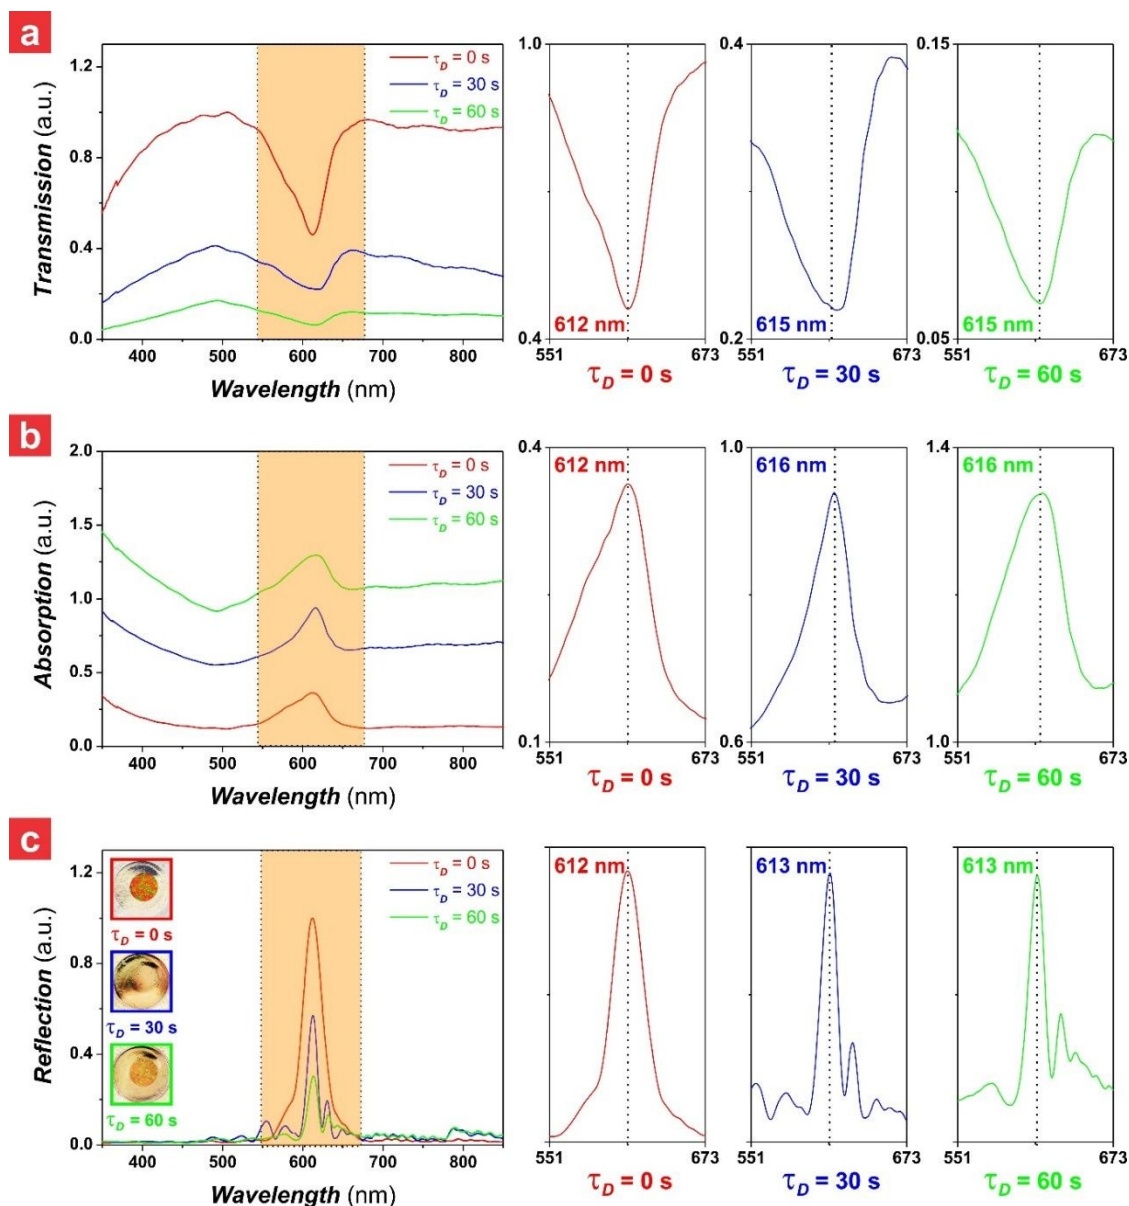 a
Transmission (a.u.)
1.2
0.8
0.4
0.0
τD = 0 s
τD = 30 s
τD = 60 s
400 500 600 700 800
Wavelength (nm)
1.0
0.4
612 nm
551 673
τD = 0 s
0.4
0.2
615 nm
551 673
τD = 30 s
0.15
0.05
615 nm
551 673
τD = 60 s
b
Absorption (a.u.)
2.0
1.5
1.0
0.5
0.0
τD = 0 s
τD = 30 s
τD = 60 s
400 500 600 700 800
Wavelength (nm)
0.4
612 nm
0.1
551 673
τD = 0 s
1.0
616 nm
0.6
551 673
τD = 30 s
1.4
616 nm
1.0
551 673
τD = 60 s
c
Reflection (a.u.)
1.2
0.8
0.4
0.0
τD = 0 s
τD = 30 s
τD = 60 s
τD = 0 s
τD = 30 s
τD = 60 s
400 500 600 700 800
Wavelength (nm)
612 nm
551 673
τD = 0 s
613 nm
551 673
τD = 30 s
613 nm
551 673
τD = 60 s